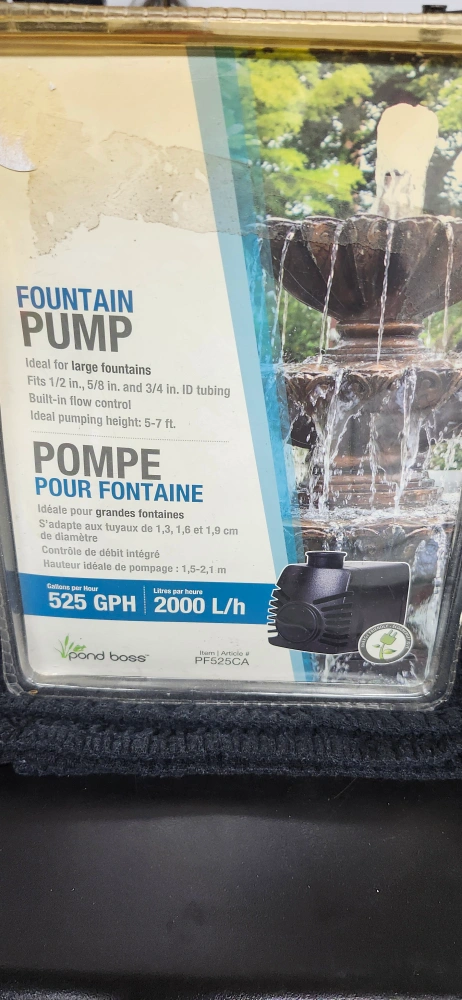 FOUNTAIN
PUMP
Ideal for large fountains
Fits 1/2 in., 5/8 in. and 3/4 in. ID tubing
Built-in flow control
Ideal pumping height: 5-7 ft.
POMPE
POUR FONTAINE
Idéale pour grandes fontaines
S'adapte aux tuyaux de 1,3, 1,6 et 1,9 cm
de diamètre
Contrôle de débit intégré
Hauteur idéale de pompage : 1,5-2,1 m
Gallons per Hour
525 GPH
Litres par heure
2000 L/h
pond boss™
Item | Article #
PF525CA